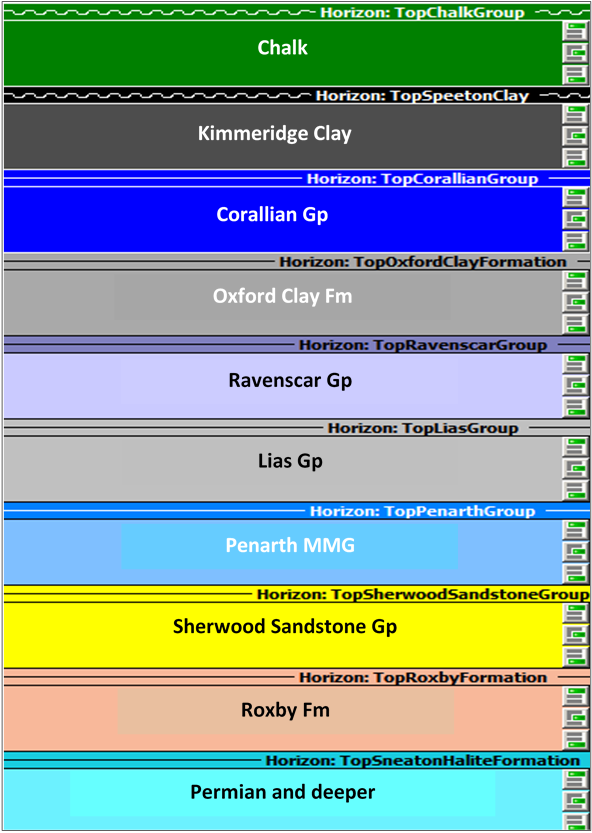 Horizon: TopChalkGroup
Chalk
Horizon: TopSpeetonClay
Kimmeridge Clay
Horizon: TopCorallianGroup
Corallian Gp
Horizon: TopOxfordClayFormation
Oxford Clay Fm
Horizon: TopRavenscarGroup
Ravenscar Gp
Horizon: TopLiasGroup
Lias Gp
Horizon: TopPenarthGroup
Penarth MMG
Horizon: TopSherwoodSandstoneGroup
Sherwood Sandstone Gp
Horizon: TopRoxbyFormation
Roxby Fm
Horizon: TopSneatonHaliteFormation
Permian and deeper